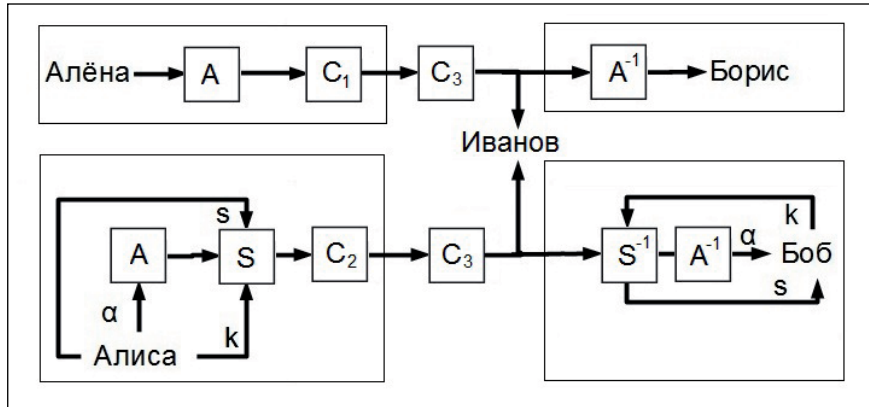 Алёна A C₁ C₃ A⁻¹ Борис
Иванов
s k
A S C₂ C₃ S⁻¹ A⁻¹ α Боб
α k s
Алиса